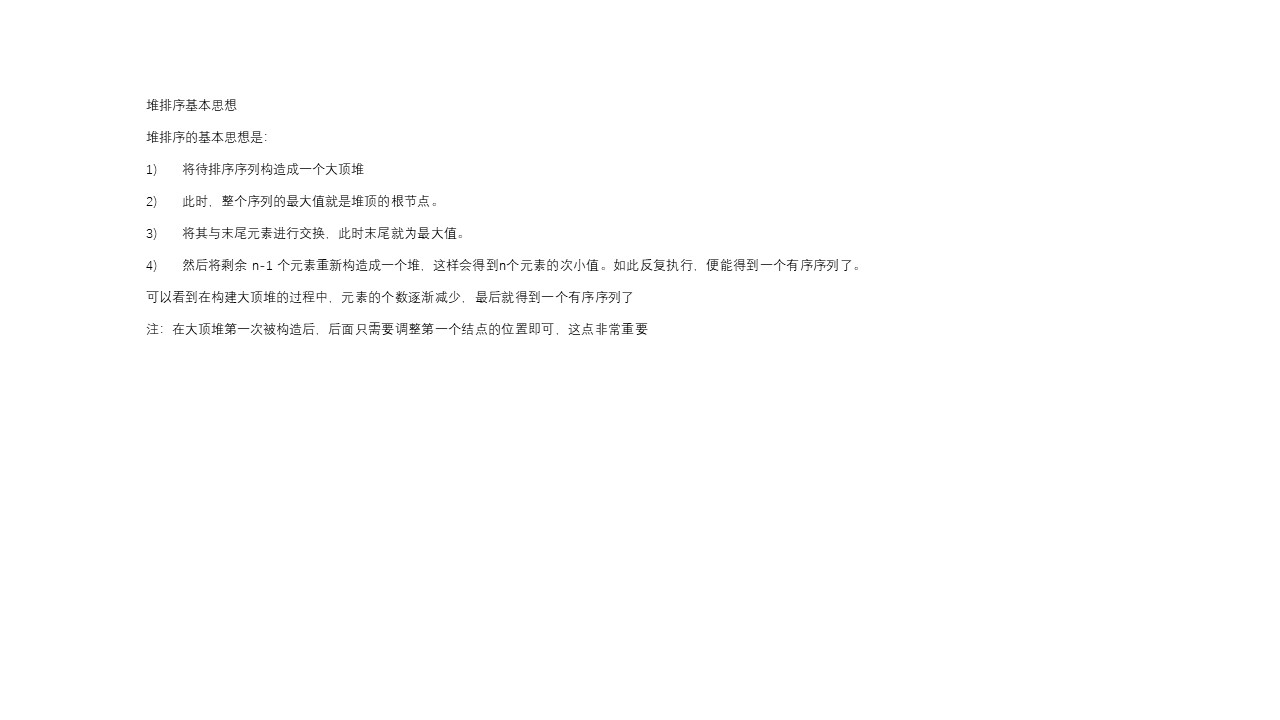 堆排序基本思想
堆排序的基本思想是：
1) 将待排序序列构造成一个大顶堆
2) 此时，整个序列的最大值就是堆顶的根节点。
3) 将其与末尾元素进行交换，此时末尾就为最大值。
4) 然后将剩余 n-1 个元素重新构造成一个堆，这样会得到n个元素的次小值。如此反复执行，便能得到一个有序序列了。
可以看到在构建大顶堆的过程中，元素的个数逐渐减少，最后就得到一个有序序列了
注：在大顶堆第一次被构造后，后面只需要调整第一个结点的位置即可，这点非常重要